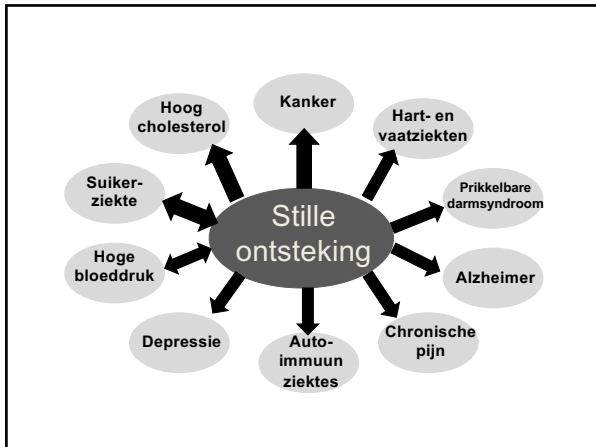 Kanker
Hoog
cholesterol
Hart- en
vaatziekten
Suiker-
ziekte
Prikkelbare
darmsyndroom
Stille
ontsteking
Hoge
bloeddruk
Alzheimer
Depressie
Chronische
pijn
Auto-
immuun
ziektes